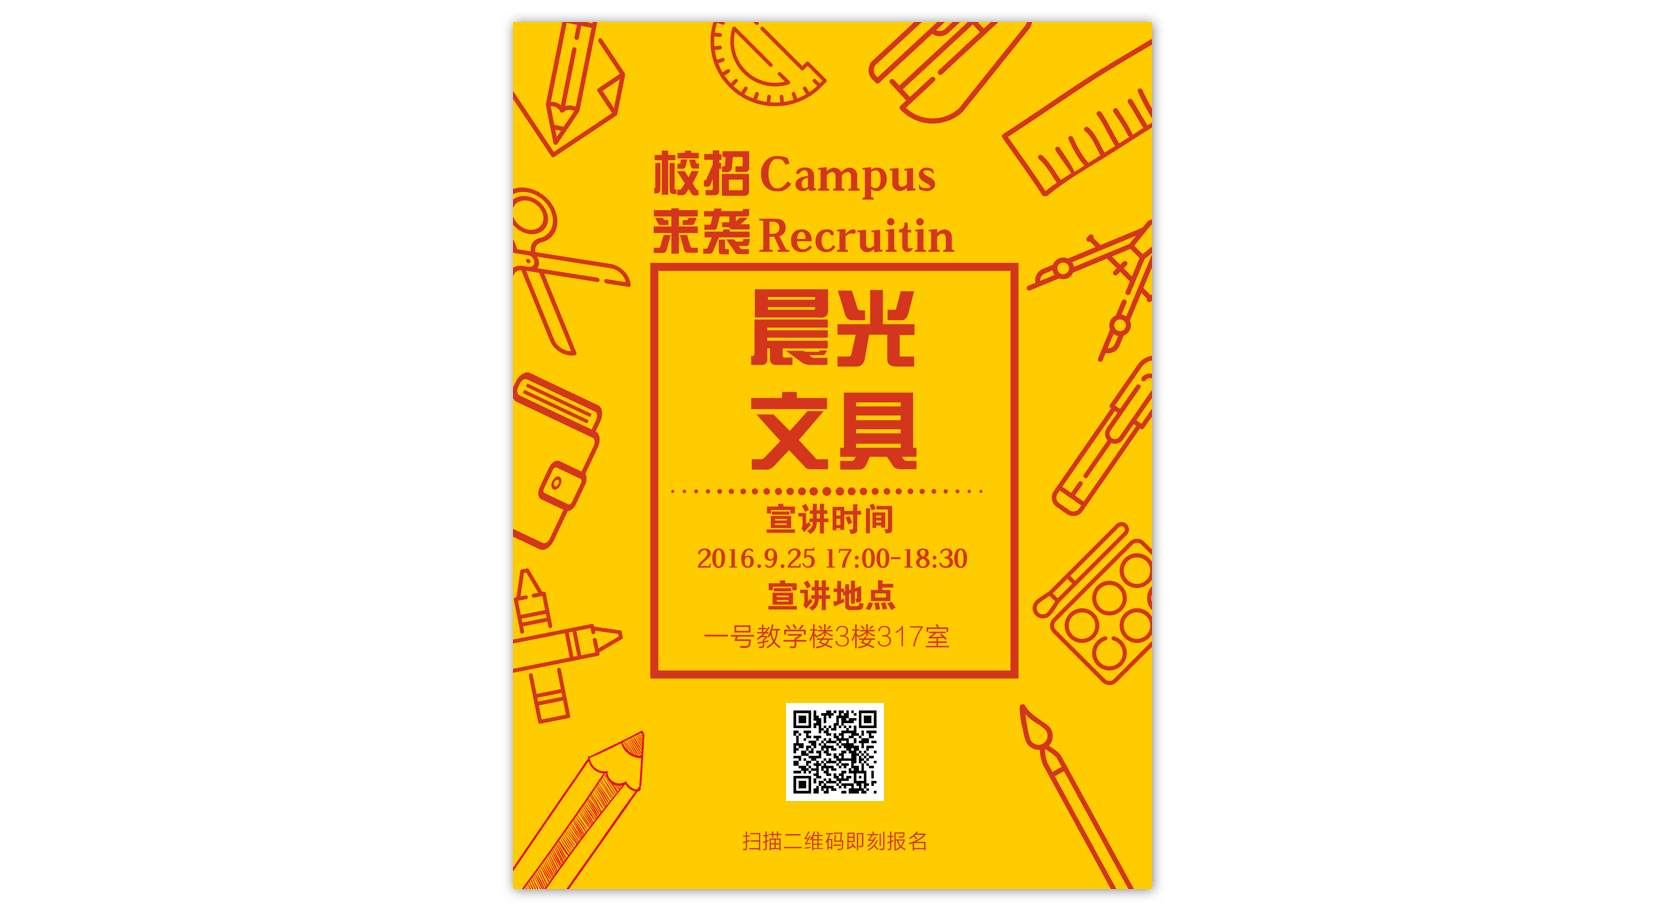 校招 Campus
来袭 Recruitin
晨光
文具
宣讲时间
2016.9.25 17:00-18:30
宣讲地点
一号教学楼3楼317室
扫描二维码即刻报名